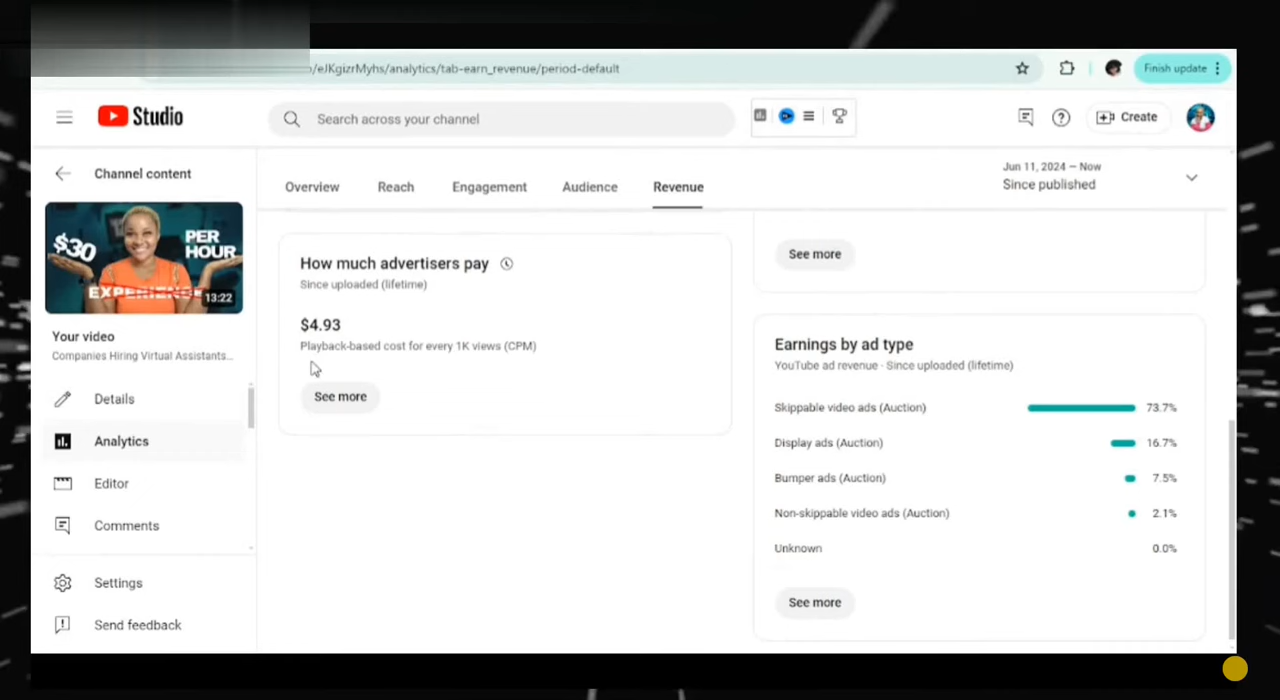 /eJKgizrMyhs/analytics/tab-earn_revenue/period-default
Finish update
Studio
Search across your channel
Create
Channel content
Overview
Reach
Engagement
Audience
Revenue
Jun 11, 2024 – Now
Since published
$30
PER
HOUR
EXPERIENCE
13:22
Your video
Companies Hiring Virtual Assistants...
Details
Analytics
Editor
Comments
Settings
Send feedback
How much advertisers pay
Since uploaded (lifetime)
$4.93
Playback-based cost for every 1K views (CPM)
See more
See more
Earnings by ad type
YouTube ad revenue · Since uploaded (lifetime)
Skippable video ads (Auction) 73.7%
Display ads (Auction) 16.7%
Bumper ads (Auction) 7.5%
Non-skippable video ads (Auction) 2.1%
Unknown 0.0%
See more